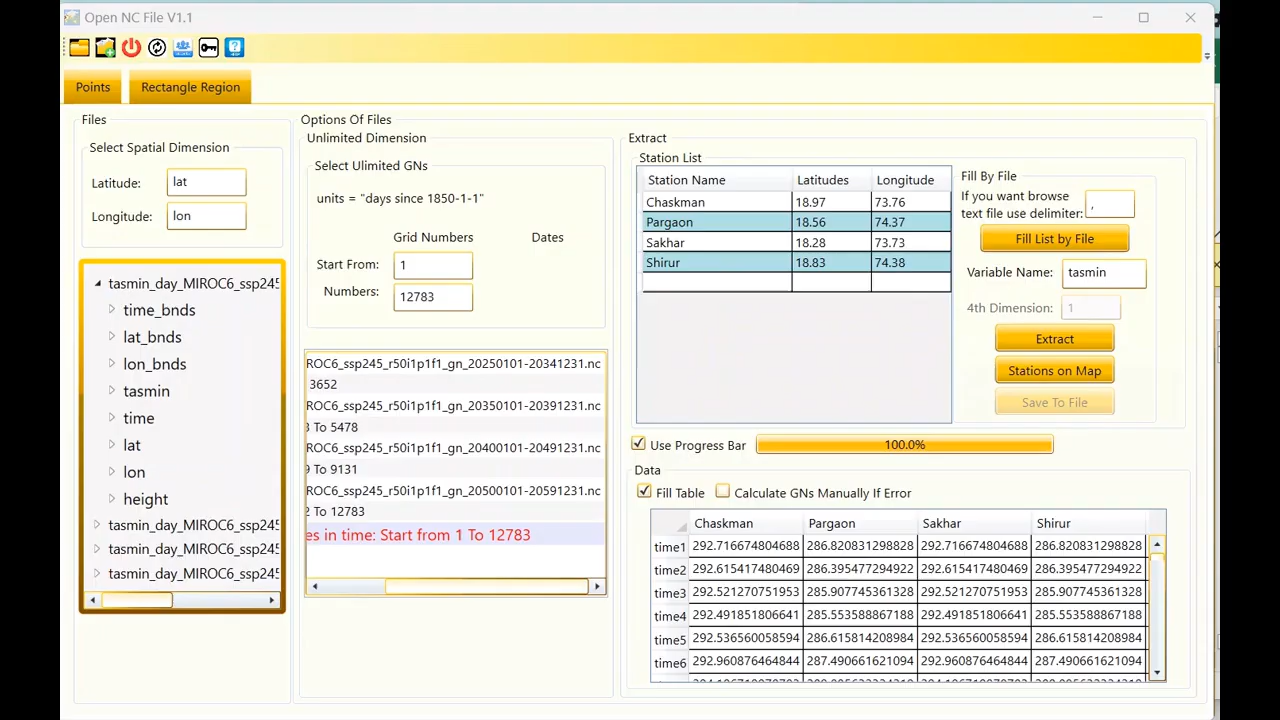 Open NC File V1.1
Points
Rectangle Region
Files
Select Spatial Dimension
Latitude: lat
Longitude: lon
tasmin_day_MIROC6_ssp245
time_bnds
lat_bnds
lon_bnds
tasmin
time
lat
lon
height
tasmin_day_MIROC6_ssp245
tasmin_day_MIROC6_ssp245
tasmin_day_MIROC6_ssp245
Options Of Files
Unlimited Dimension
Select Ulimited GNs
units = "days since 1850-1-1"
Grid Numbers Dates
Start From: 1
Numbers: 12783
ROC6_ssp245_r50i1p1f1_gn_20250101-20341231.nc
3652
ROC6_ssp245_r50i1p1f1_gn_20350101-20391231.nc
3 To 5478
ROC6_ssp245_r50i1p1f1_gn_20400101-20491231.nc
9 To 9131
ROC6_ssp245_r50i1p1f1_gn_20500101-20591231.nc
2 To 12783
es in time: Start from 1 To 12783
Extract
Station List
Station Name Latitudes Longitude
Chaskman 18.97 73.76
Pargaon 18.56 74.37
Sakhar 18.28 73.73
Shirur 18.83 74.38
Fill By File
If you want browse
text file use delimiter: ,
Fill List by File
Variable Name: tasmin
4th Dimension: 1
Extract
Stations on Map
Save To File
Use Progress Bar 100.0%
Data
Fill Table Calculate GNs Manually If Error
Chaskman Pargaon Sakhar Shirur
time1 292.716674804688 286.820831298828 292.716674804688 286.820831298828
time2 292.615417480469 286.395477294922 292.615417480469 286.395477294922
time3 292.521270751953 285.907745361328 292.521270751953 285.907745361328
time4 292.491851806641 285.553588867188 292.491851806641 285.553588867188
time5 292.536560058594 286.615814208984 292.536560058594 286.615814208984
time6 292.960876464844 287.490661621094 292.960876464844 287.490661621094